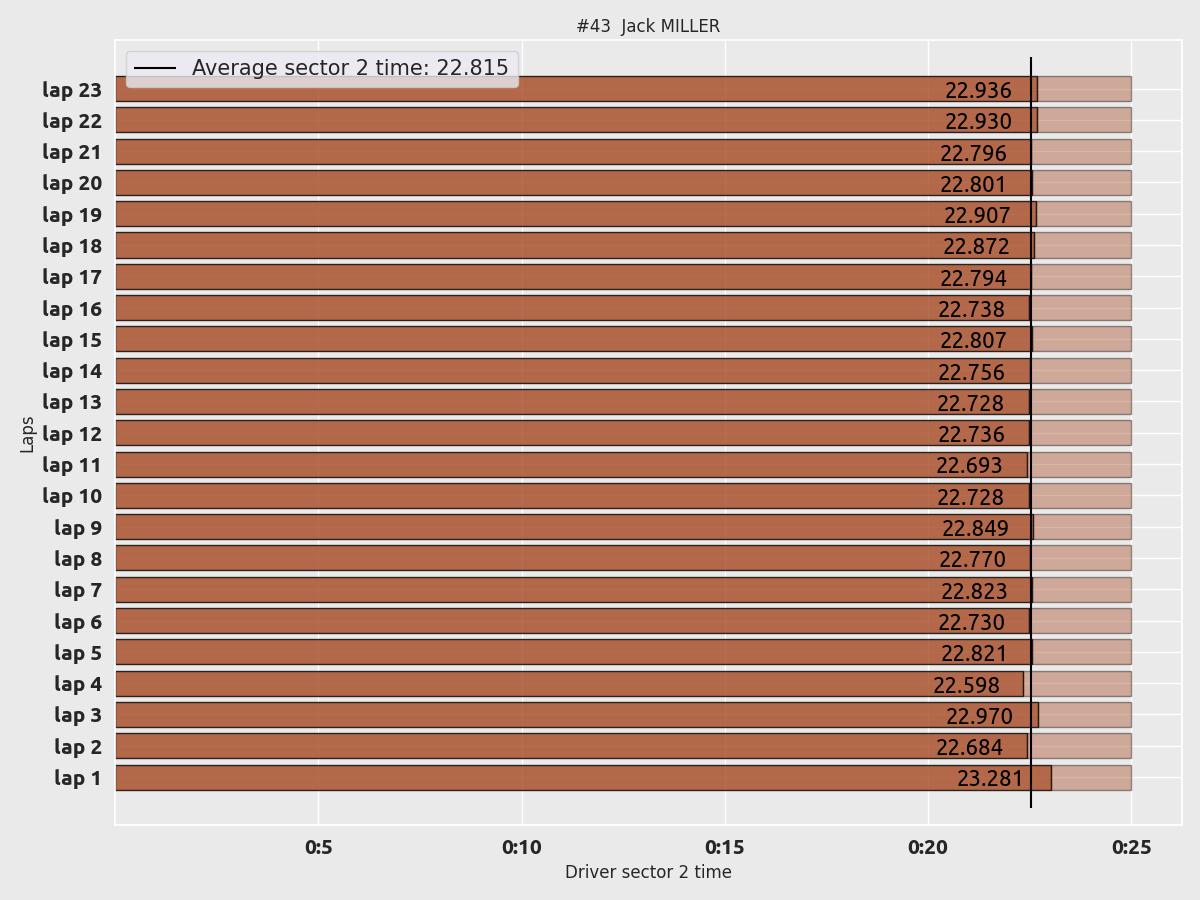 #43  Jack MILLER
Average sector 2 time: 22.815
lap 23 22.936
lap 22 22.930
lap 21 22.796
lap 20 22.801
lap 19 22.907
lap 18 22.872
lap 17 22.794
lap 16 22.738
lap 15 22.807
lap 14 22.756
lap 13 22.728
lap 12 22.736
lap 11 22.693
lap 10 22.728
lap 9 22.849
lap 8 22.770
lap 7 22.823
lap 6 22.730
lap 5 22.821
lap 4 22.598
lap 3 22.970
lap 2 22.684
lap 1 23.281
Laps
0:5 0:10 0:15 0:20 0:25
Driver sector 2 time